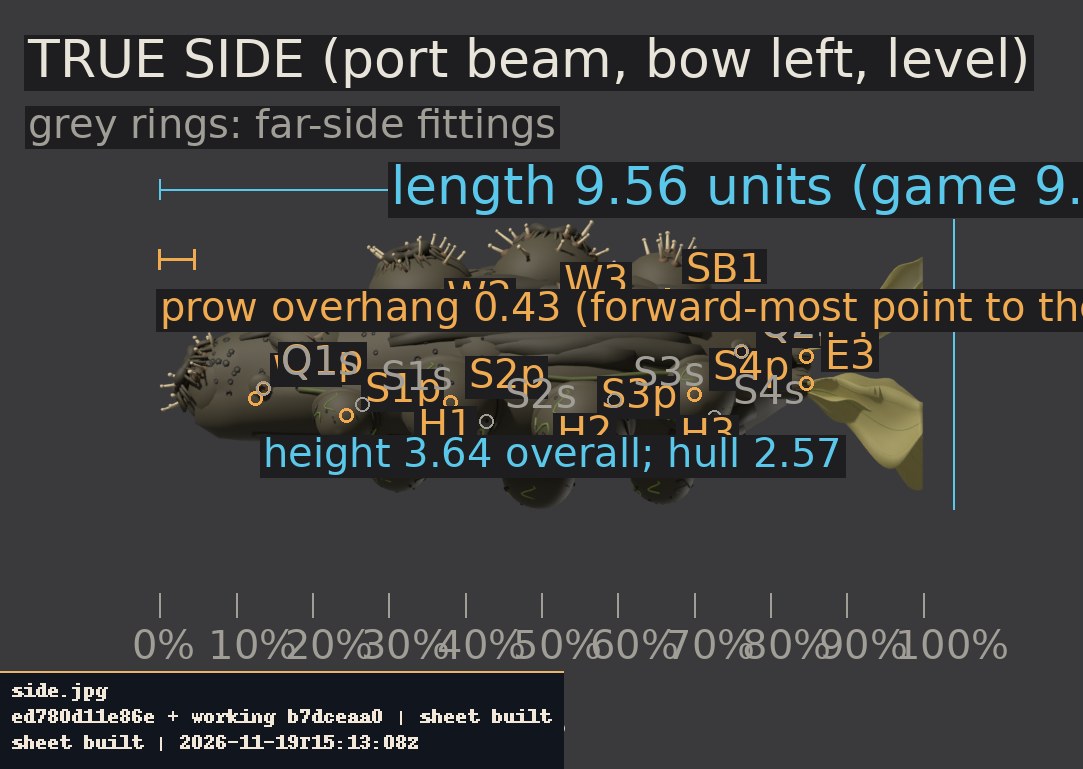 TRUE SIDE (port beam, bow left, level)
grey rings: far-side fittings
length 9.56 units (game 9.
W3
SB1
W2
prow overhang 0.43 (forward-most point to the
E3
Q1p
S1s
S2p
S3s
S4p
S1p
S2s
S3p
S4s
H1
H2
H3
height 3.64 overall; hull 2.57
0% 10% 20% 30% 40% 50% 60% 70% 80% 90% 100%
side.jpg
ed780d11e86e + working b7dceaa0 | sheet built
sheet built | 2026-11-19T15:13:08z